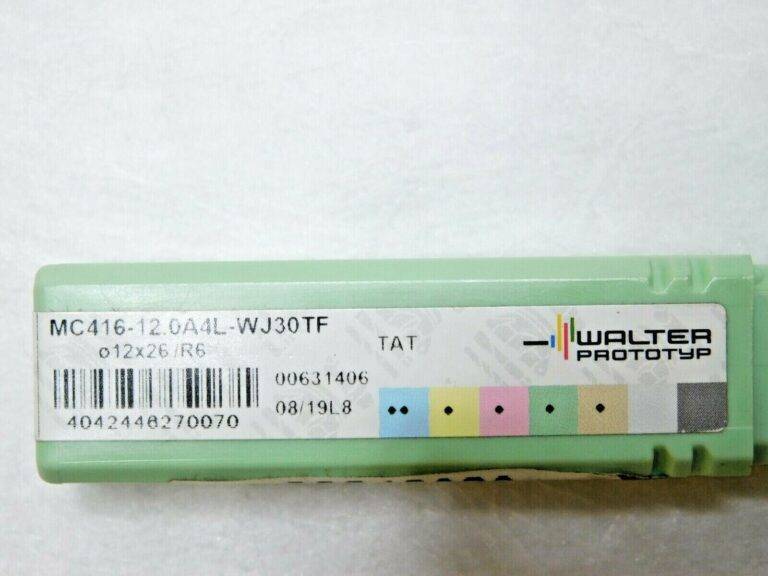 MC416-12.0A4L-WJ30TF
ø12x26/R6
TAT
WALTER
PROTOTYP
00631406
08/19L8
4042446270070